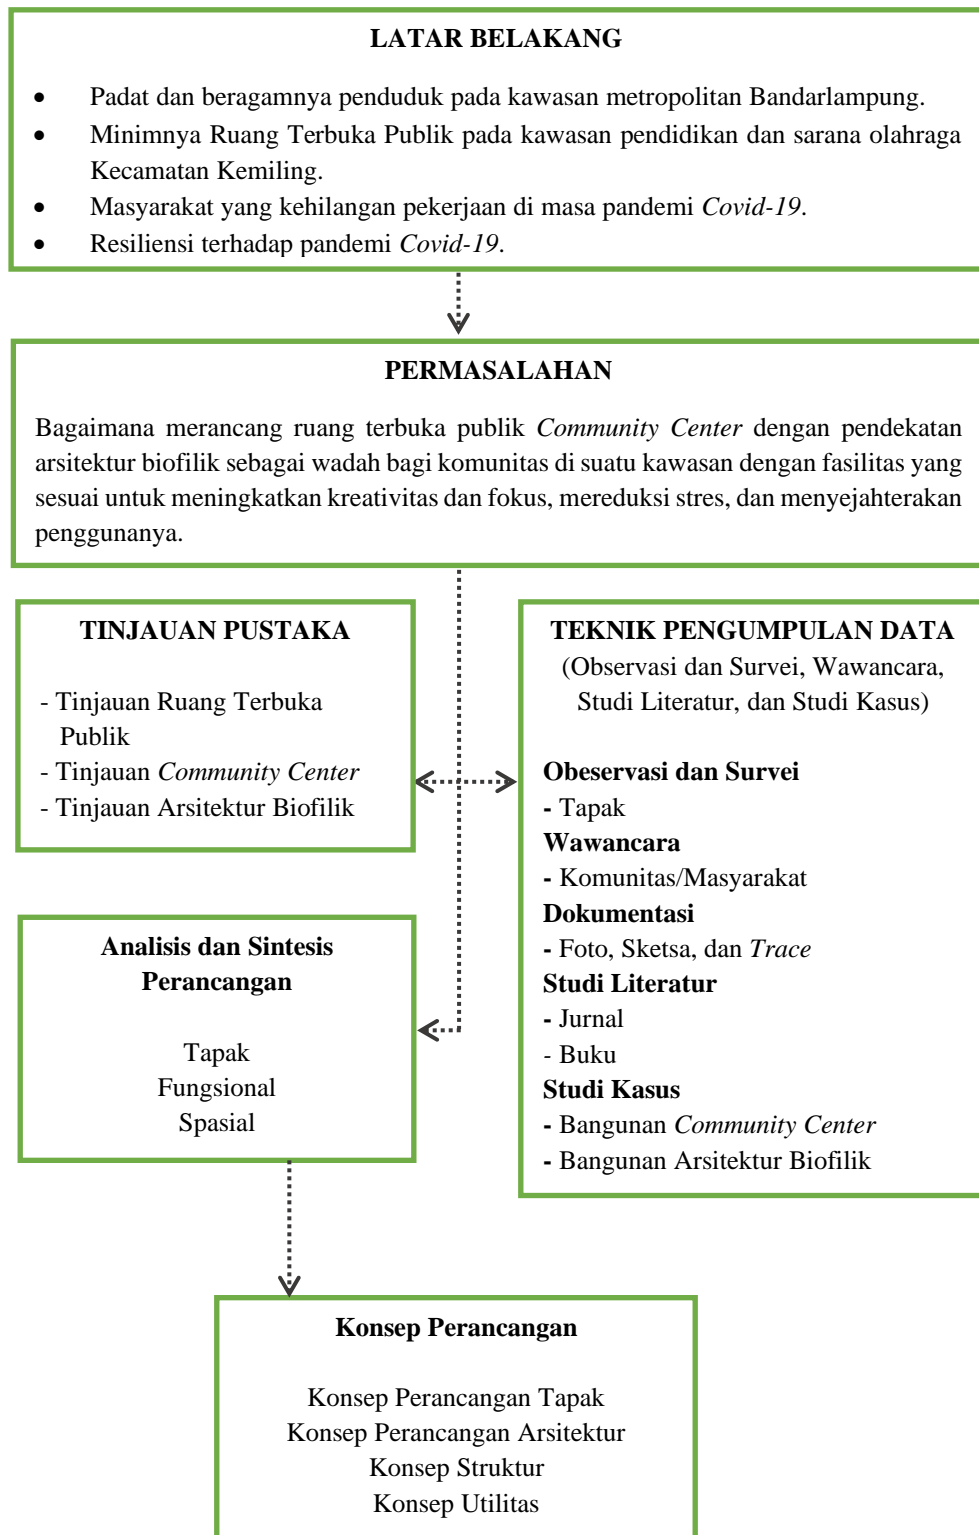 LATAR BELAKANG
• Padat dan beragamnya penduduk pada kawasan metropolitan Bandarlampung.
• Minimnya Ruang Terbuka Publik pada kawasan pendidikan dan sarana olahraga
Kecamatan Kemiling.
• Masyarakat yang kehilangan pekerjaan di masa pandemi Covid-19.
• Resiliensi terhadap pandemi Covid-19.
PERMASALAHAN
Bagaimana merancang ruang terbuka publik Community Center dengan pendekatan
arsitektur biofilik sebagai wadah bagi komunitas di suatu kawasan dengan fasilitas yang
sesuai untuk meningkatkan kreativitas dan fokus, mereduksi stres, dan menyejahterakan
penggunanya.
TINJAUAN PUSTAKA
- Tinjauan Ruang Terbuka
Publik
- Tinjauan Community Center
- Tinjauan Arsitektur Biofilik
TEKNIK PENGUMPULAN DATA
(Observasi dan Survei, Wawancara,
Studi Literatur, dan Studi Kasus)
Obeservasi dan Survei
- Tapak
Wawancara
- Komunitas/Masyarakat
Dokumentasi
- Foto, Sketsa, dan Trace
Studi Literatur
- Jurnal
- Buku
Studi Kasus
- Bangunan Community Center
- Bangunan Arsitektur Biofilik
Analisis dan Sintesis
Perancangan
Tapak
Fungsional
Spasial
Konsep Perancangan
Konsep Perancangan Tapak
Konsep Perancangan Arsitektur
Konsep Struktur
Konsep Utilitas